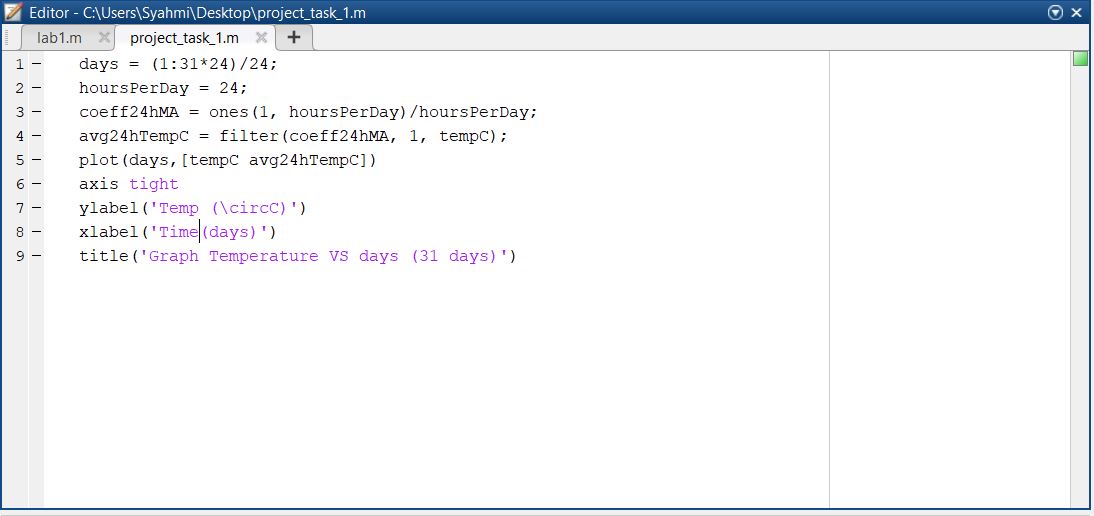 Editor - C:\Users\Syahmi\Desktop\project_task_1.m
lab1.m project_task_1.m
1 days = (1:31*24)/24;
2 hoursPerDay = 24;
3 coeff24hMA = ones(1, hoursPerDay)/hoursPerDay;
4 avg24hTempC = filter(coeff24hMA, 1, tempC);
5 plot(days,[tempC avg24hTempC])
6 axis tight
7 ylabel('Temp (\circC)')
8 xlabel('Time(days)')
9 title('Graph Temperature VS days (31 days)')